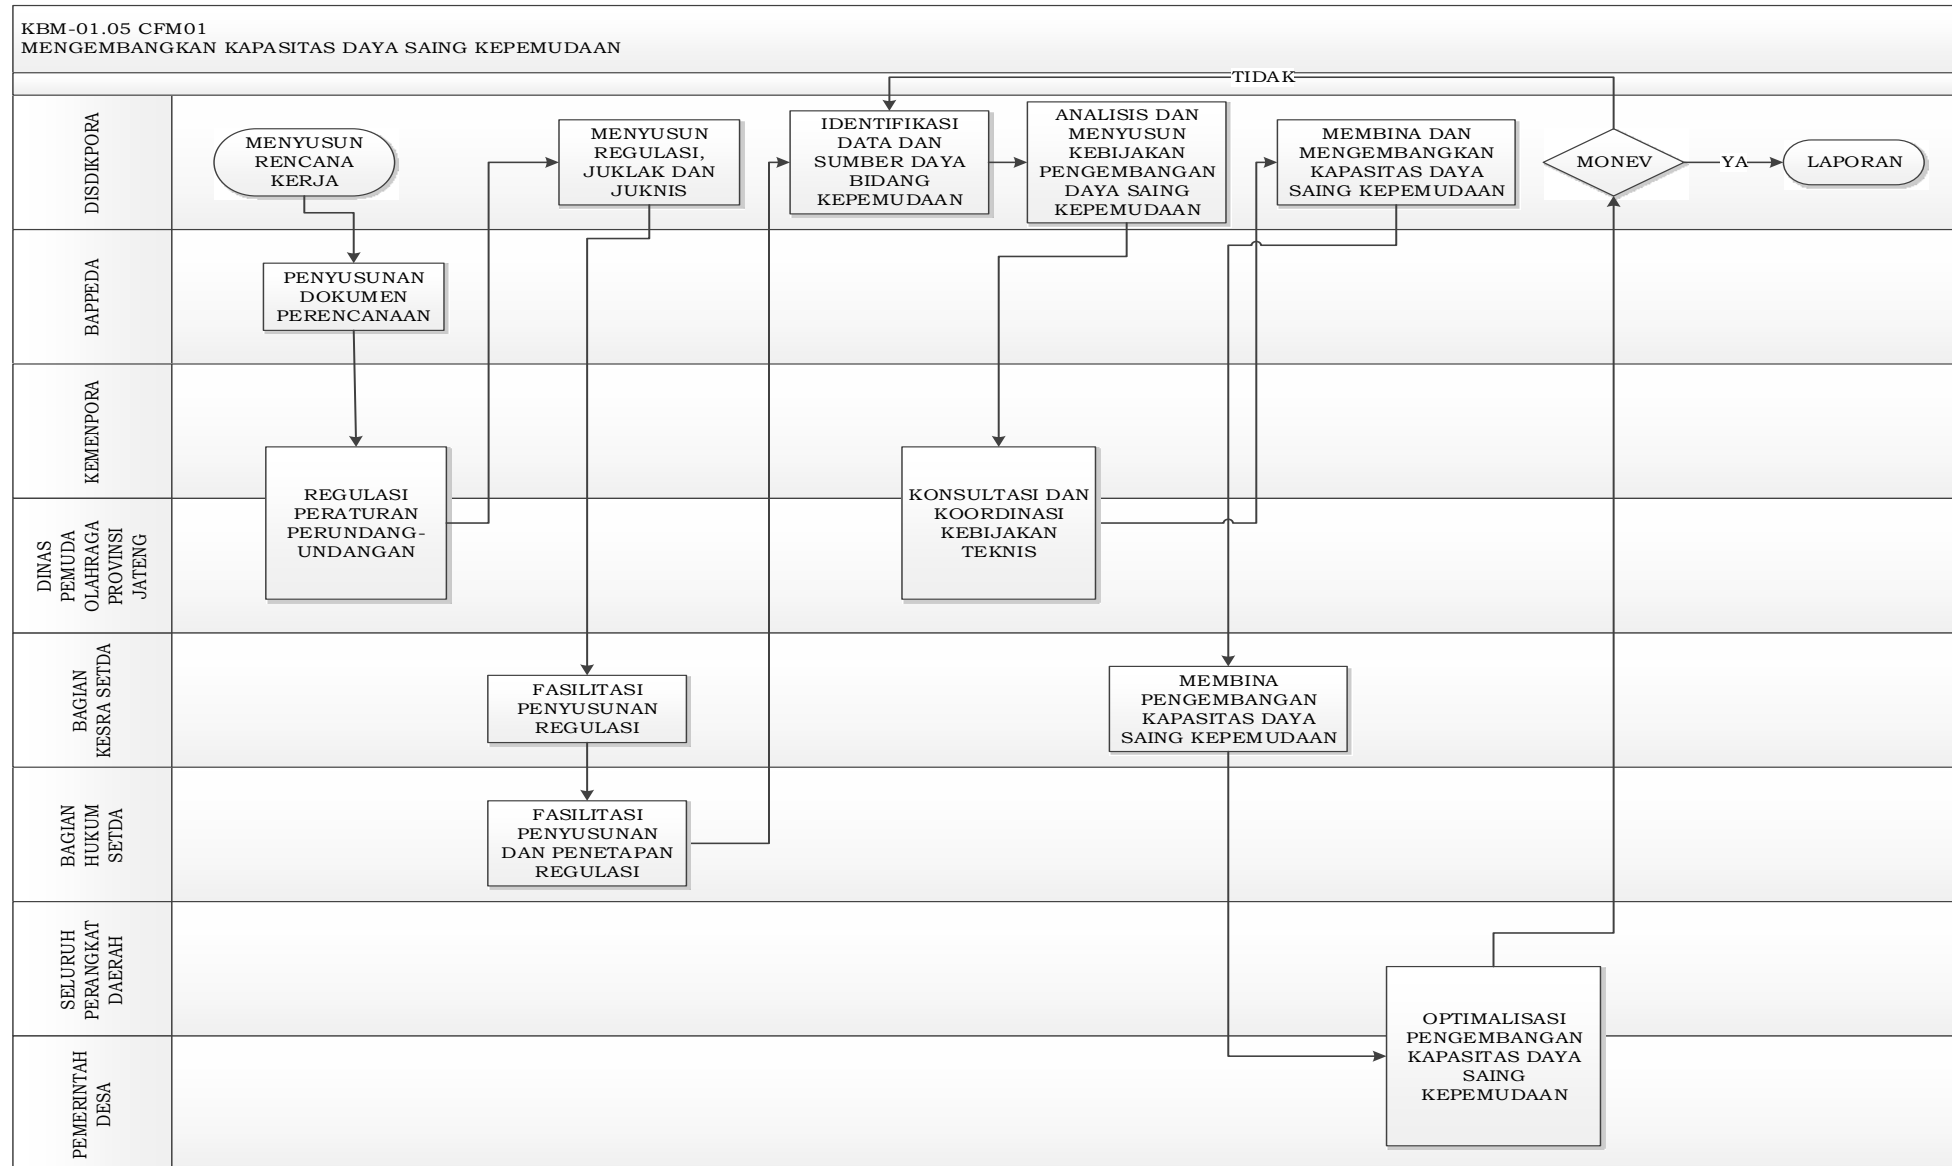 KBM-01.05 CFM01
MENGEMBANGKAN KAPASITAS DAYA SAING KEPEMUDAAN
TIDAK
DISDIKPORA
MENYUSUN
RENCANA
KERJA
MENYUSUN
REGULASI,
JUKLAK DAN
JUKNIS
IDENTIFIKASI
DATA DAN
SUMBER DAYA
BIDANG
KEPEMUDAAN
ANALISIS DAN
MENYUSUN
KEBIJAKAN
PENGEMBANGAN
DAYA SAING
KEPEMUDAAN
MEMBINA DAN
MENGEMBANGKAN
KAPASITAS DAYA
SAING KEPEMUDAAN
MONEV
YA
LAPORAN
BAPPEDA
PENYUSUNAN
DOKUMEN
PERENCANAAN
KEMENPORA
DINAS
PEMUDA
OLAHRAGA
PROVINSI
JATENG
REGULASI
PERATURAN
PERUNDANG-
UNDANGAN
KONSULTASI DAN
KOORDINASI
KEBIJAKAN
TEKNIS
BAGIAN
KESRA SETDA
FASILITASI
PENYUSUNAN
REGULASI
MEMBINA
PENGEMBANGAN
KAPASITAS DAYA
SAING KEPEMUDAAN
BAGIAN
HUKUM
SETDA
FASILITASI
PENYUSUNAN
DAN PENETAPAN
REGULASI
SELURUH
PERANGKAT
DAERAH
PEMERINTAH
DESA
OPTIMALISASI
PENGEMBANGAN
KAPASITAS DAYA
SAING
KEPEMUDAAN